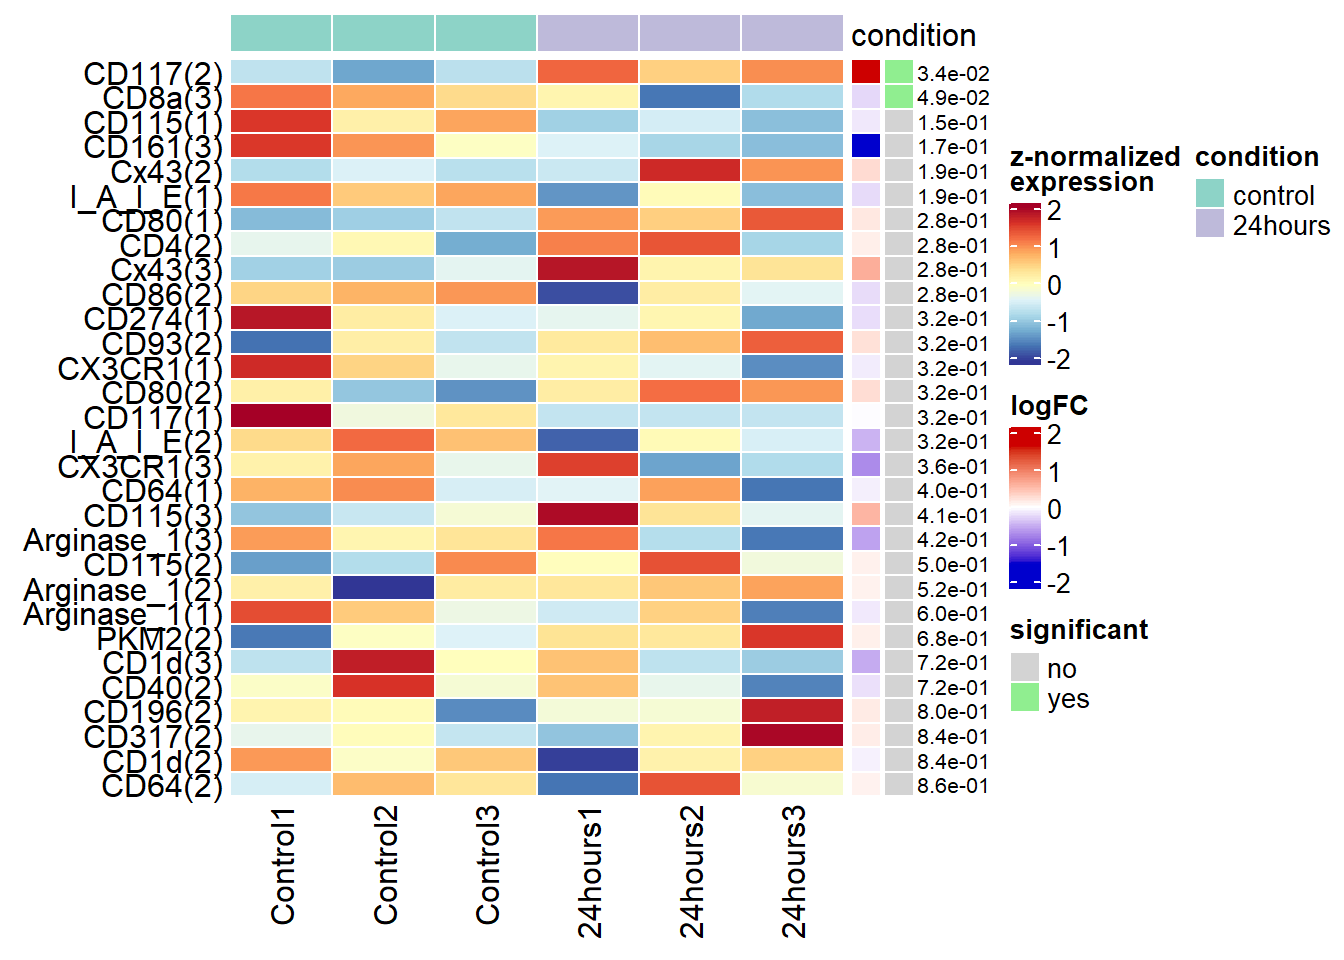 condition
CD117(2) 3.4e-02
CD8a(3) 4.9e-02
CD115(1) 1.5e-01
CD161(3) 1.7e-01
Cx43(2) 1.9e-01
I_A_I_E(1) 1.9e-01
CD80(1) 2.8e-01
CD4(2) 2.8e-01
Cx43(3) 2.8e-01
CD86(2) 2.8e-01
CD274(1) 3.2e-01
CD93(2) 3.2e-01
CX3CR1(1) 3.2e-01
CD80(2) 3.2e-01
CD117(1) 3.2e-01
I_A_I_E(2) 3.2e-01
CX3CR1(3) 3.6e-01
CD64(1) 4.0e-01
CD115(3) 4.1e-01
Arginase_1(3) 4.2e-01
CD115(2) 5.0e-01
Arginase_1(2) 5.2e-01
Arginase_1(1) 6.0e-01
PKM2(2) 6.8e-01
CD1d(3) 7.2e-01
CD40(2) 7.2e-01
CD196(2) 8.0e-01
CD317(2) 8.4e-01
CD1d(2) 8.4e-01
CD64(2) 8.6e-01
Control1
Control2
Control3
24hours1
24hours2
24hours3
z-normalized
expression
2
1
0
-1
-2
logFC
2
1
0
-1
-2
significant
no
yes
condition
control
24hours